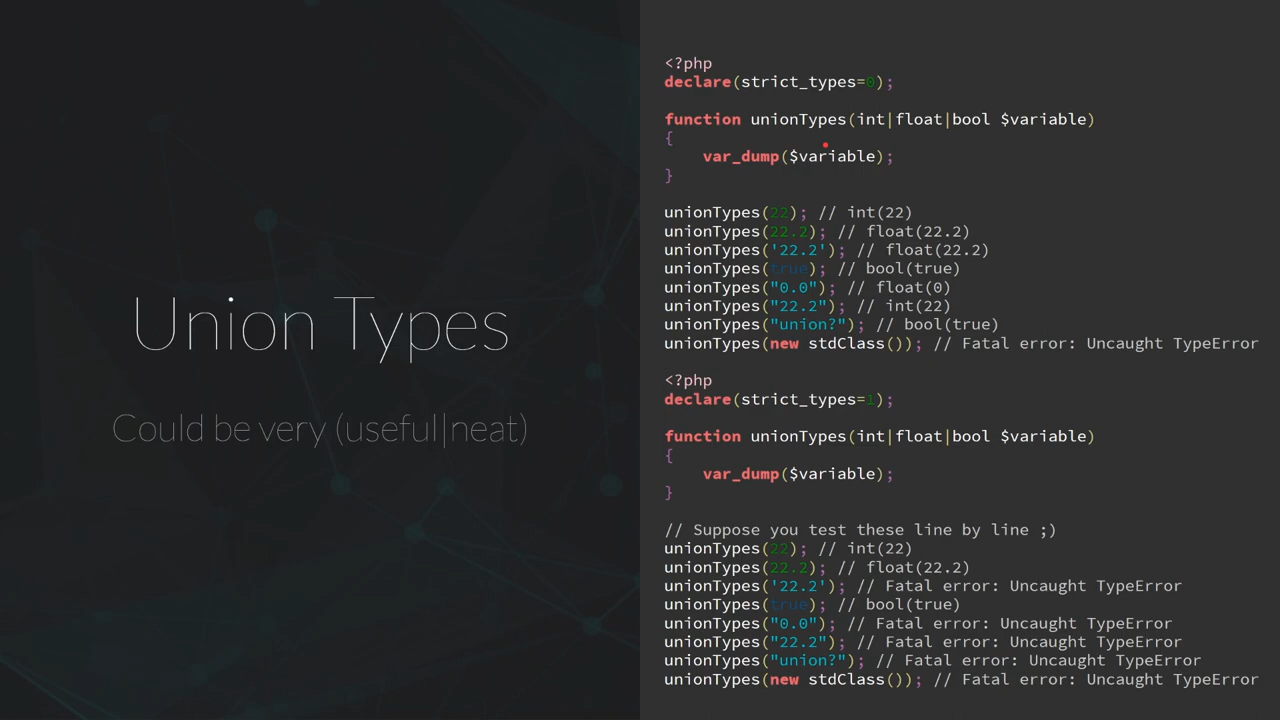 Union Types
Could be very (useful|neat)
<?php
declare(strict_types=0);
function unionTypes(int|float|bool $variable)
{
var_dump($variable);
}
unionTypes(22); // int(22)
unionTypes(22.2); // float(22.2)
unionTypes('22.2'); // float(22.2)
unionTypes(true); // bool(true)
unionTypes("0.0"); // float(0)
unionTypes("22.2"); // int(22)
unionTypes("union?"); // bool(true)
unionTypes(new stdClass()); // Fatal error: Uncaught TypeError
<?php
declare(strict_types=1);
function unionTypes(int|float|bool $variable)
{
var_dump($variable);
}
// Suppose you test these line by line ;)
unionTypes(22); // int(22)
unionTypes(22.2); // float(22.2)
unionTypes('22.2'); // Fatal error: Uncaught TypeError
unionTypes(true); // bool(true)
unionTypes("0.0"); // Fatal error: Uncaught TypeError
unionTypes("22.2"); // Fatal error: Uncaught TypeError
unionTypes("union?"); // Fatal error: Uncaught TypeError
unionTypes(new stdClass()); // Fatal error: Uncaught TypeError